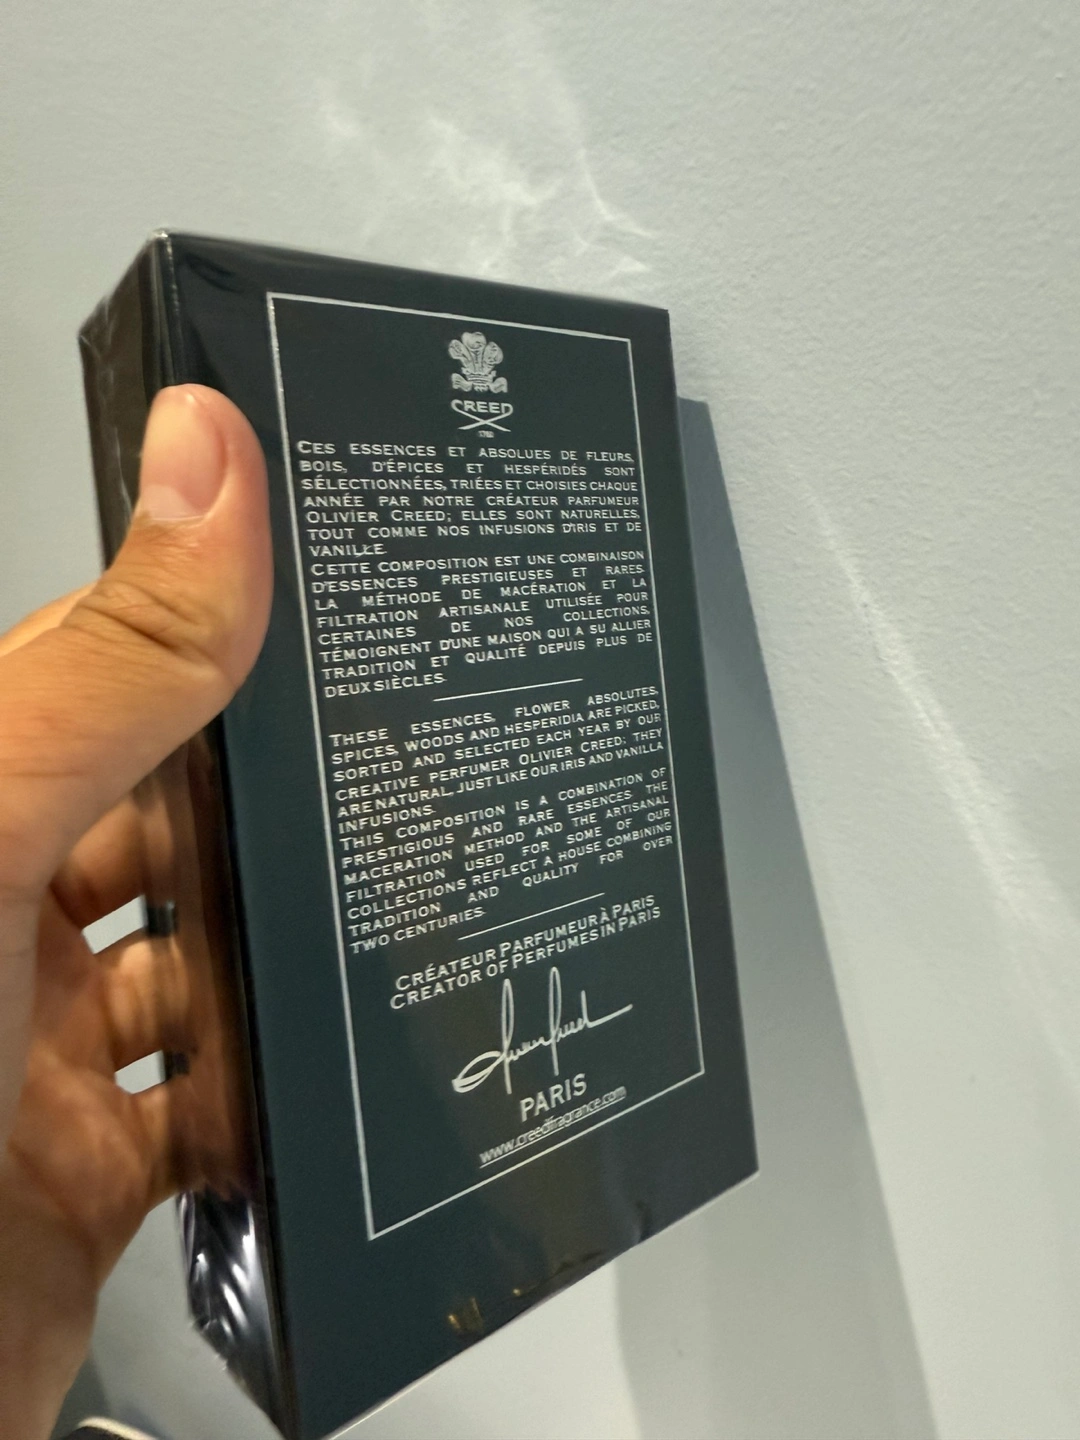 CREED
1760
CES ESSENCES ET ABSOLUES DE FLEURS,
BOIS, D'ÉPICES ET HESPÉRIDÉS SONT
SÉLECTIONNÉES, TRIÉES ET CHOISIES CHAQUE
ANNÉE PAR NOTRE CRÉATEUR PARFUMEUR
OLIVIER CREED; ELLES SONT NATURELLES,
TOUT COMME NOS INFUSIONS D'IRIS ET DE
VANILLE.
CETTE COMPOSITION EST UNE COMBINAISON
D'ESSENCES PRESTIGIEUSES ET RARES.
LA MÉTHODE DE MACÉRATION ET LA
FILTRATION ARTISANALE UTILISÉE POUR
CERTAINES DE NOS COLLECTIONS,
TÉMOIGNENT D'UNE MAISON QUI A SU ALLIER
TRADITION ET QUALITÉ DEPUIS PLUS DE
DEUX SIÈCLES.
THESE ESSENCES, FLOWER ABSOLUTES,
SPICES, WOODS AND HESPERIDIA ARE PICKED,
SORTED AND SELECTED EACH YEAR BY OUR
CREATIVE PERFUMER OLIVIER CREED; THEY
ARE NATURAL, JUST LIKE OUR IRIS AND VANILLA
INFUSIONS.
THIS COMPOSITION IS A COMBINATION OF
PRESTIGIOUS AND RARE ESSENCES. THE
MACERATION METHOD AND THE ARTISANAL
FILTRATION USED FOR SOME OF OUR
COLLECTIONS REFLECT A HOUSE COMBINING
TRADITION AND QUALITY FOR OVER
TWO CENTURIES.
CRÉATEUR PARFUMEUR À PARIS
CREATOR OF PERFUMES IN PARIS
PARIS
www.creedfragrance.com